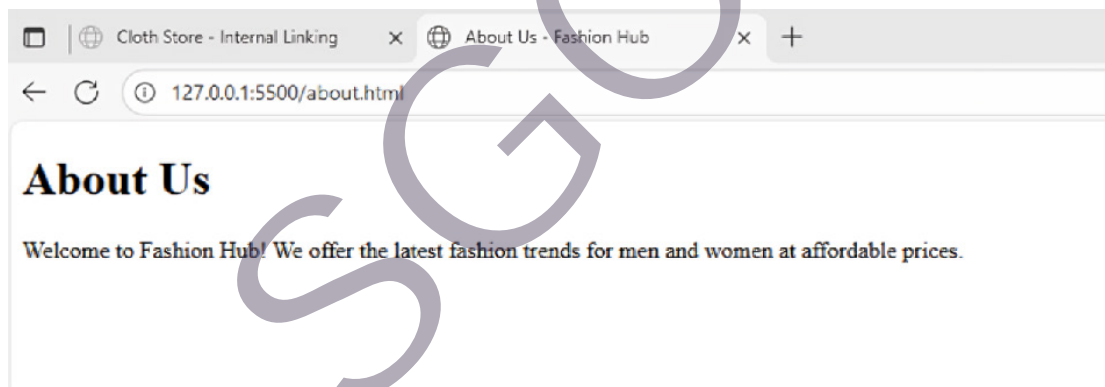 Cloth Store - Internal Linking
About Us - Fashion Hub
127.0.0.1:5500/about.html
About Us
Welcome to Fashion Hub! We offer the latest fashion trends for men and women at affordable prices.
SGO